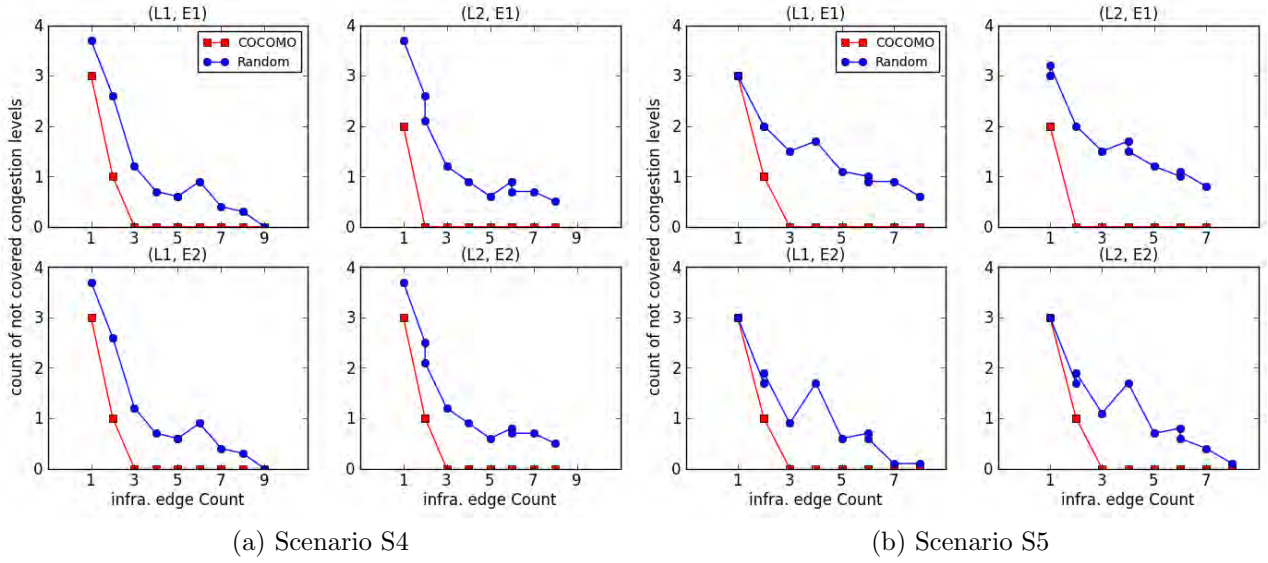 (L1, E1)
4
3
2
1
0
1 3 5 7 9
COCOMO
Random
(L2, E1)
4
3
2
1
0
1 3 5 7 9
(L1, E2)
4
3
2
1
0
1 3 5 7 9
infra. edge Count
(L2, E2)
4
3
2
1
0
1 3 5 7 9
infra. edge Count
count of not covered congestion levels
(a) Scenario S4
(L1, E1)
4
3
2
1
0
1 3 5 7
COCOMO
Random
(L2, E1)
4
3
2
1
0
1 3 5 7
(L1, E2)
4
3
2
1
0
1 3 5 7
infra. edge Count
(L2, E2)
4
3
2
1
0
1 3 5 7
infra. edge Count
count of not covered congestion levels
(b) Scenario S5